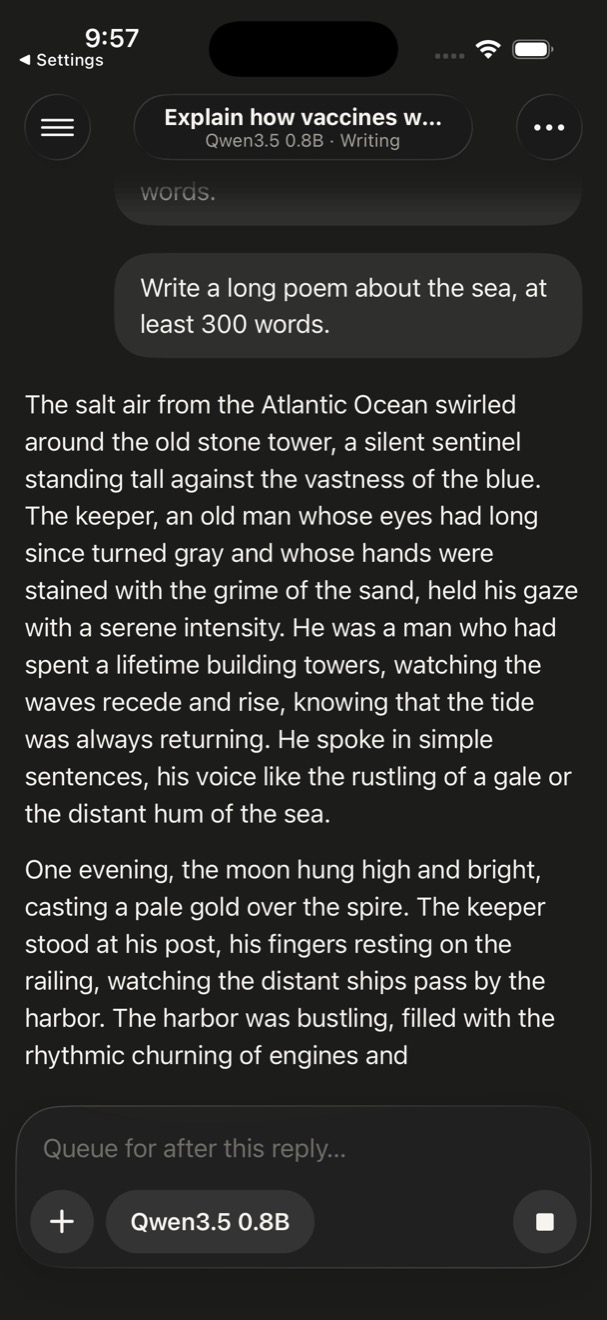 9:57
◀ Settings
Explain how vaccines w...
Qwen3.5 0.8B · Writing
words.
Write a long poem about the sea, at
least 300 words.
The salt air from the Atlantic Ocean swirled
around the old stone tower, a silent sentinel
standing tall against the vastness of the blue.
The keeper, an old man whose eyes had long
since turned gray and whose hands were
stained with the grime of the sand, held his gaze
with a serene intensity. He was a man who had
spent a lifetime building towers, watching the
waves recede and rise, knowing that the tide
was always returning. He spoke in simple
sentences, his voice like the rustling of a gale or
the distant hum of the sea.
One evening, the moon hung high and bright,
casting a pale gold over the spire. The keeper
stood at his post, his fingers resting on the
railing, watching the distant ships pass by the
harbor. The harbor was bustling, filled with the
rhythmic churning of engines and
Queue for after this reply...
Qwen3.5 0.8B